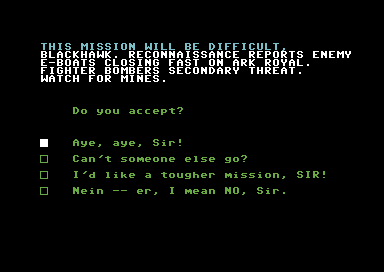 THIS MISSION WILL BE DIFFICULT,
BLACKHAWK. RECONNAISSANCE REPORTS ENEMY
E-BOATS CLOSING FAST ON ARK ROYAL.
FIGHTER BOMBERS SECONDARY THREAT.
WATCH FOR MINES.
Do you accept?
Aye, aye, Sir!
Can't someone else go?
I'd like a tougher mission, SIR!
Nein -- er, I mean NO, Sir.